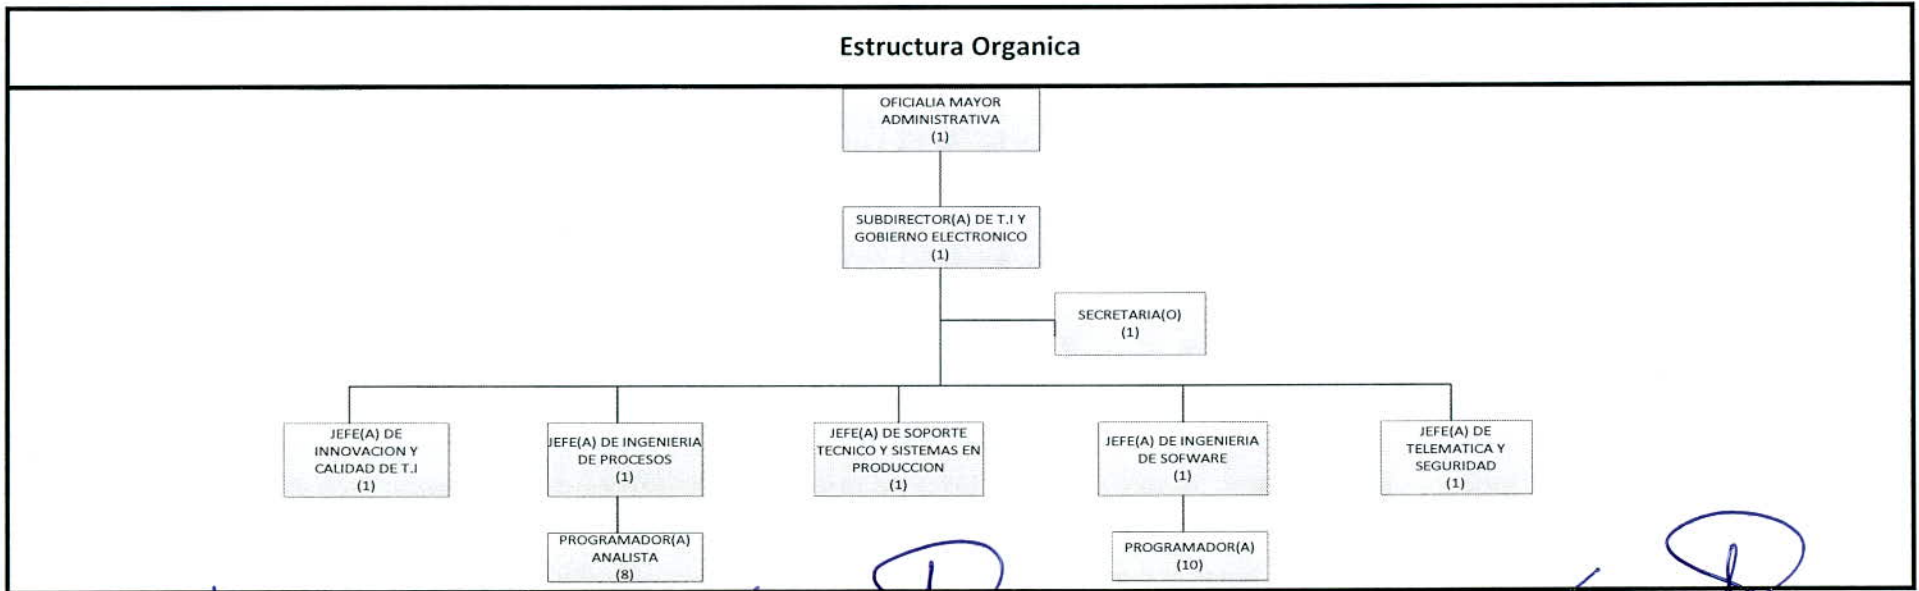 Estructura Organica
OFICIALIA MAYOR
ADMINISTRATIVA
(1)
SUBDIRECTOR(A) DE T.I Y
GOBIERNO ELECTRONICO
(1)
SECRETARIA(O)
(1)
JEFE(A) DE
INNOVACION Y
CALIDAD DE T.I
(1)
JEFE(A) DE INGENIERIA
DE PROCESOS
(1)
JEFE(A) DE SOPORTE
TECNICO Y SISTEMAS EN
PRODUCCION
(1)
JEFE(A) DE INGENIERIA
DE SOFWARE
(1)
JEFE(A) DE
TELEMATICA Y
SEGURIDAD
(1)
PROGRAMADOR(A)
ANALISTA
(8)
PROGRAMADOR(A)
(10)